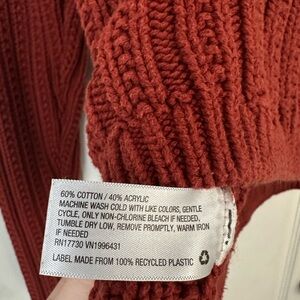 60% COTTON / 40% ACRYLIC
MACHINE WASH COLD WITH LIKE COLORS, GENTLE
CYCLE, ONLY NON-CHLORINE BLEACH IF NEEDED,
TUMBLE DRY LOW, REMOVE PROMPTLY, WARM IRON
IF NEEDED
RN17730 VN1996431
LABEL MADE FROM 100% RECYCLED PLASTIC